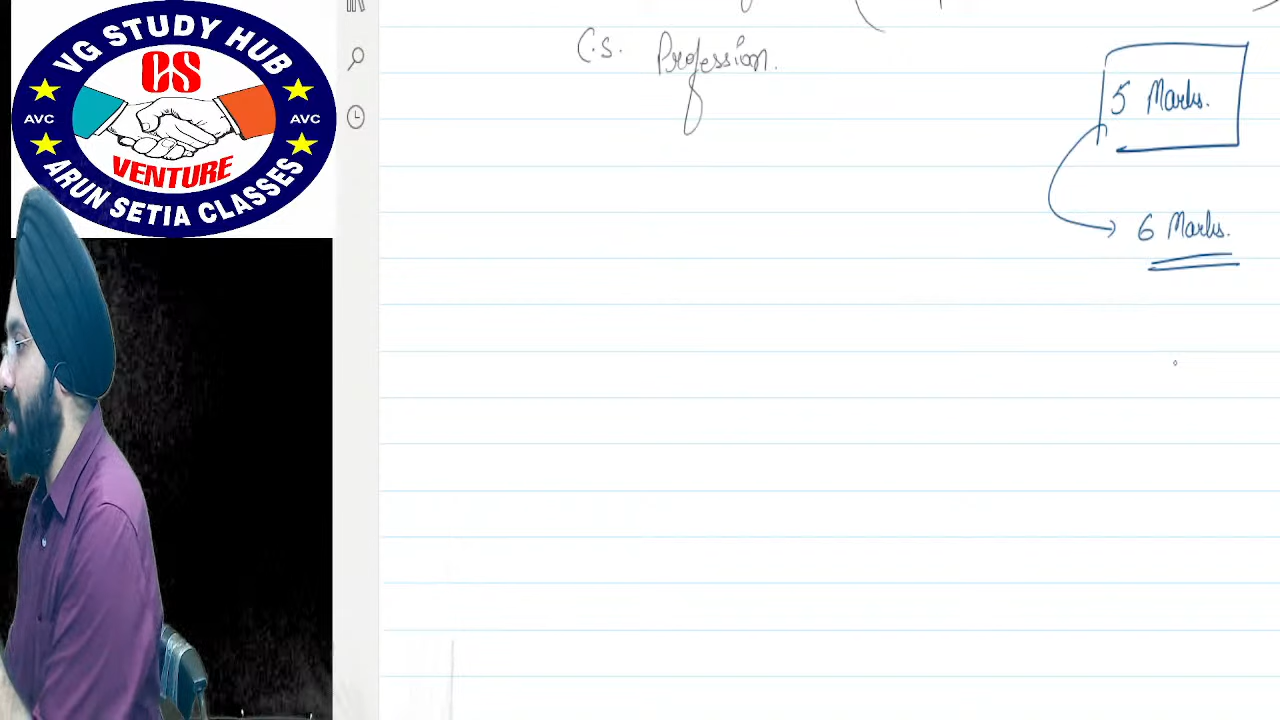 VG STUDY HUB
CS
AVC
AVC
VENTURE
ARUN SETIA CLASSES
C.S. Profession.
5 Marks.
6 Marks.